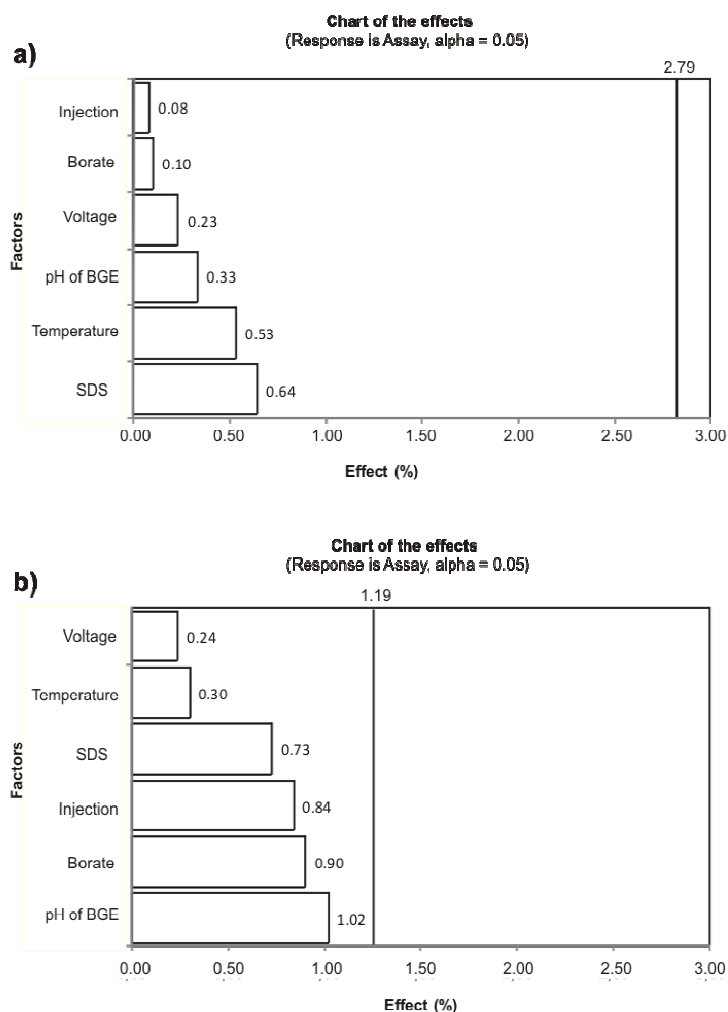 Chart of the effects
(Response is Assay, alpha = 0.05)
a)
2.79
Injection 0.08
Borate 0.10
Voltage 0.23
pH of BGE 0.33
Temperature 0.53
SDS 0.64
Factors
0.00 0.50 1.00 1.50 2.00 2.50 3.00
Effect (%)
Chart of the effects
(Response is Assay, alpha = 0.05)
b)
1.19
Voltage 0.24
Temperature 0.30
SDS 0.73
Injection 0.84
Borate 0.90
pH of BGE 1.02
Factors
0.00 0.50 1.00 1.50 2.00 2.50 3.00
Effect (%)